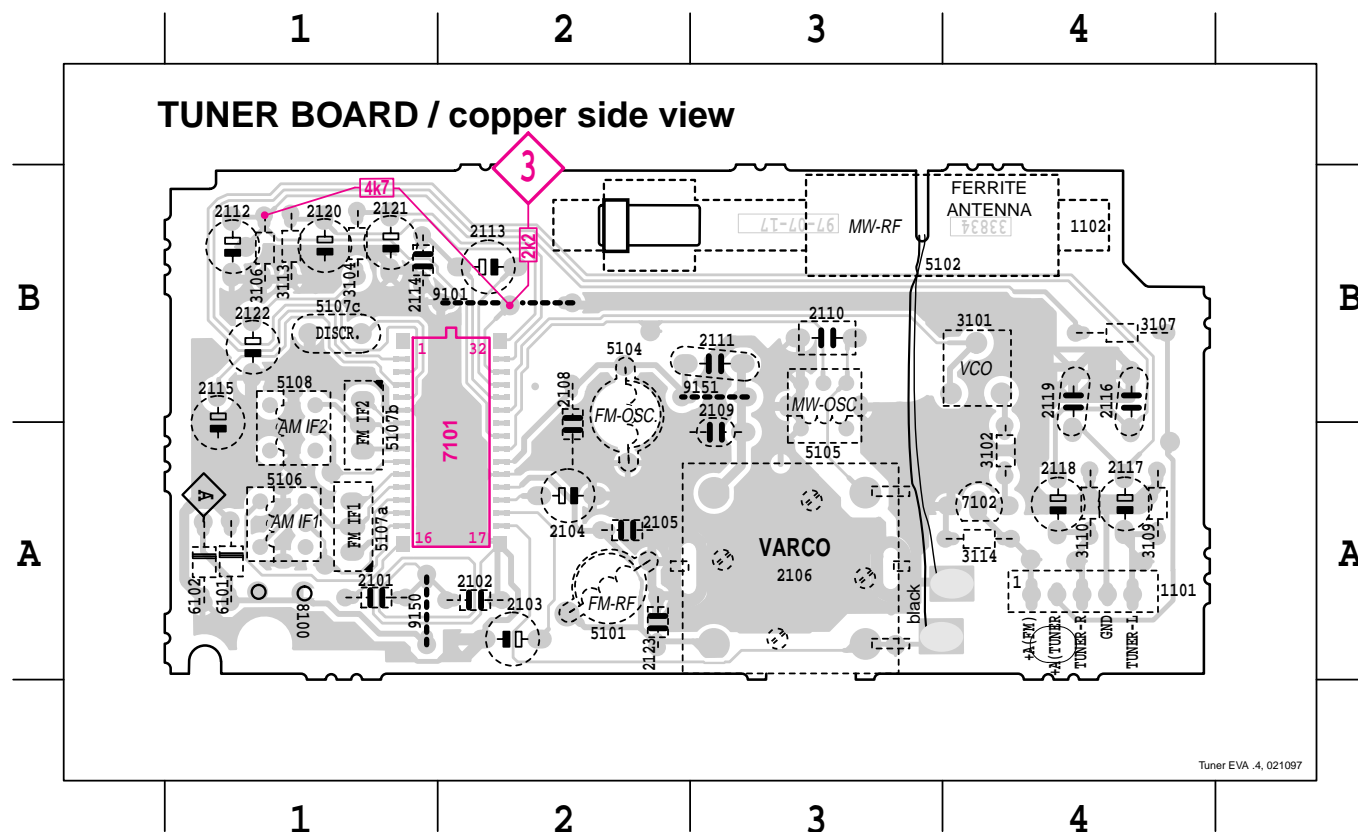 1 2 3 4
TUNER BOARD / copper side view
3
4k7
2k2
FERRITE
ANTENNA
97-07-17
MW-RF
33834
1102
5102
2112 2120 2121
2113
3106 3113 3104
2114
9101
5107c
DISCR.
2122
B B
1 32
2110
3101
3107
2111
5104
VCO
2115
5108
AM IF2
FM IF2
5107b
2108
FM-OSC.
9151
2109
MW-OSC
2119
2116
7101
5105
3102
5106
AM IF1
FM IF1
5107a
A
2104
2105
7102
2118 2117
3110
3109
16 17
VARCO
2106
3114
A A
6102
6101
8100
2101
9150
2102
2103
FM-RF
5101
2123
black
1
1101
+A(FM)
+A(TUNER
TUNER-R
GND
TUNER-L
Tuner EVA .4, 021097
1 2 3 4